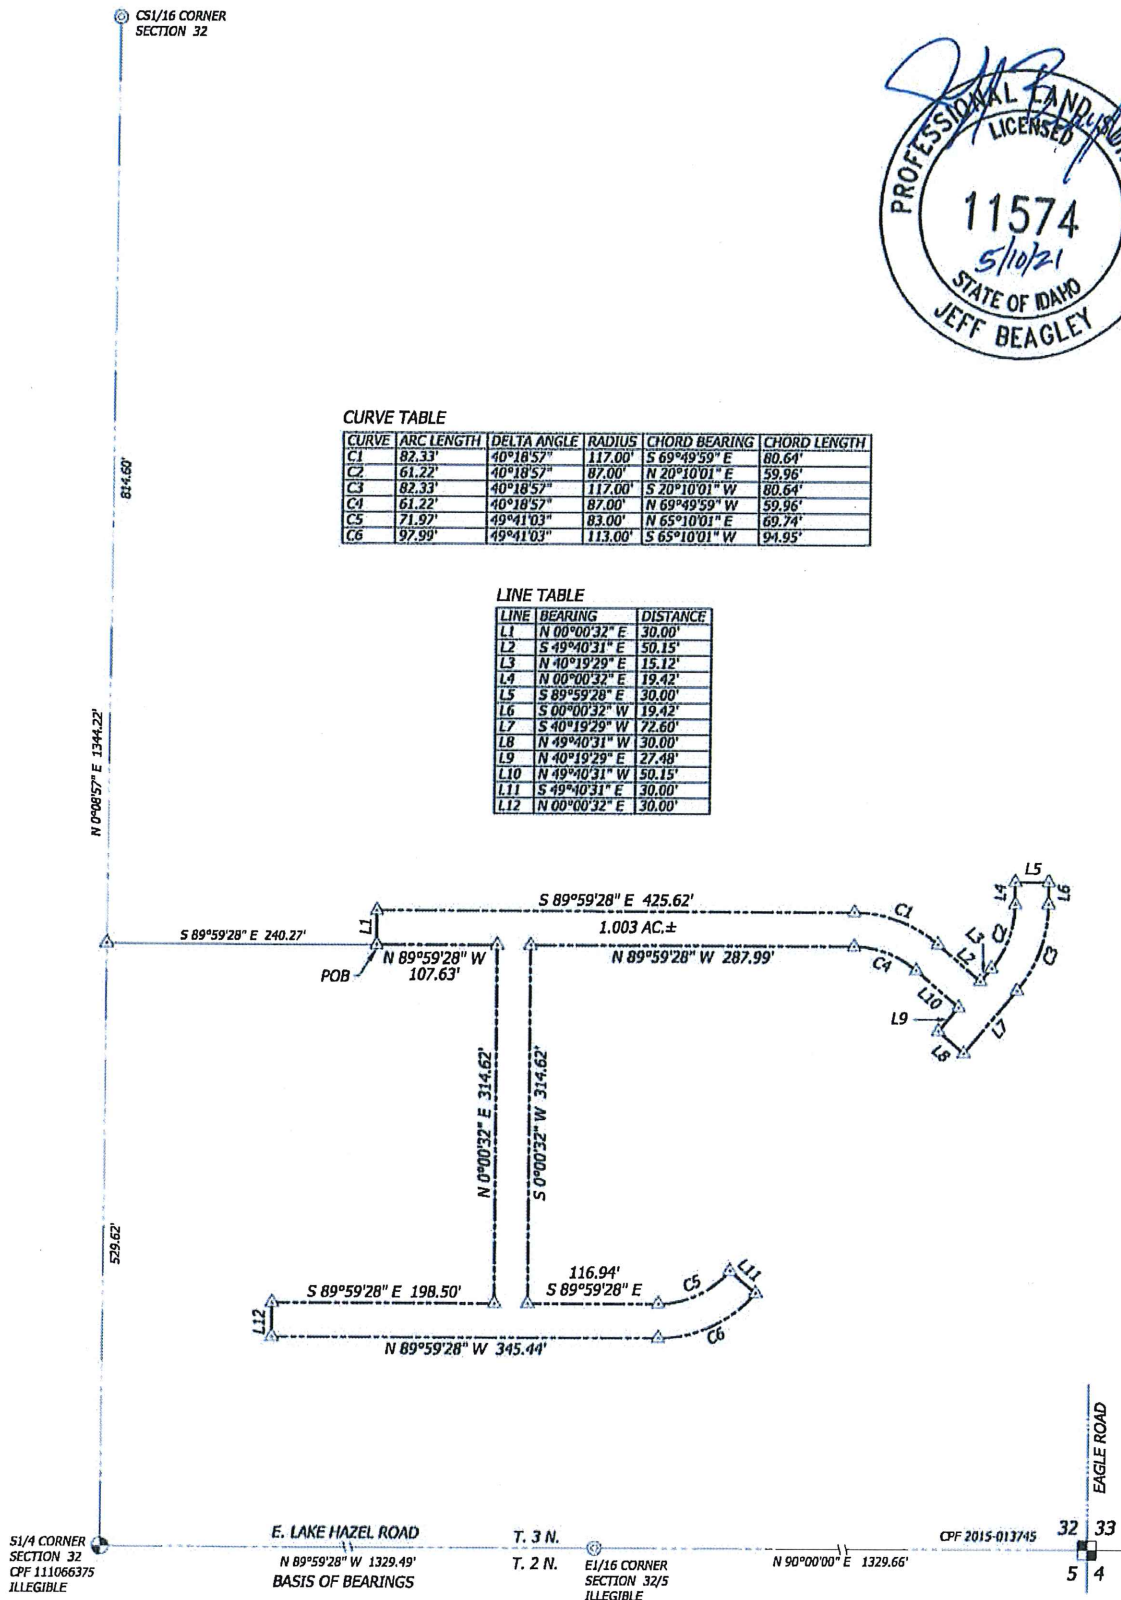 CS1/16 CORNER
SECTION 32
PROFESSIONAL LAND
LICENSED
11574
5/10/21
STATE OF IDAHO
JEFF BEAGLEY
814.60'
N 0°08'57" E 1344.22'
529.62'
CURVE TABLE
CURVE ARC LENGTH DELTA ANGLE RADIUS CHORD BEARING CHORD LENGTH
C1 82.33' 40°18'57" 117.00' S 69°49'59" E 80.64'
C2 61.22' 40°18'57" 87.00' N 20°10'01" E 59.96'
C3 82.33' 40°18'57" 117.00' S 20°10'01" W 80.64'
C4 61.22' 40°18'57" 87.00' N 69°49'59" W 59.96'
C5 71.97' 49°41'03" 83.00' N 65°10'01" E 69.74'
C6 97.99' 49°41'03" 113.00' S 65°10'01" W 94.95'
LINE TABLE
LINE BEARING DISTANCE
L1 N 00°00'32" E 30.00'
L2 S 49°40'31" E 50.15'
L3 N 40°19'29" E 15.12'
L4 N 00°00'32" E 19.42'
L5 S 89°59'28" E 30.00'
L6 S 00°00'32" W 19.42'
L7 S 40°19'29" W 72.60'
L8 N 49°40'31" W 30.00'
L9 N 40°19'29" E 27.48'
L10 N 49°40'31" W 50.15'
L11 S 49°40'31" E 30.00'
L12 N 00°00'32" E 30.00'
S 89°59'28" E 240.27'
POB
L1
S 89°59'28" E 425.62'
1.003 AC.±
N 89°59'28" W
107.63'
N 89°59'28" W 287.99'
C1
C4
L2
L3
L4
L5
L6
C2
C3
L10
L9
L8
L7
N 0°00'32" E 314.62'
S 0°00'32" W 314.62'
S 89°59'28" E 198.50'
116.94'
S 89°59'28" E
C5
L11
L12
N 89°59'28" W 345.44'
C6
EAGLE ROAD
S1/4 CORNER
SECTION 32
CPF 111066375
ILLEGIBLE
E. LAKE HAZEL ROAD
N 89°59'28" W 1329.49'
BASIS OF BEARINGS
T. 3 N.
T. 2 N.
E1/16 CORNER
SECTION 32/5
ILLEGIBLE
N 90°00'00" E 1329.66'
CPF 2015-013745
32 33
5 4